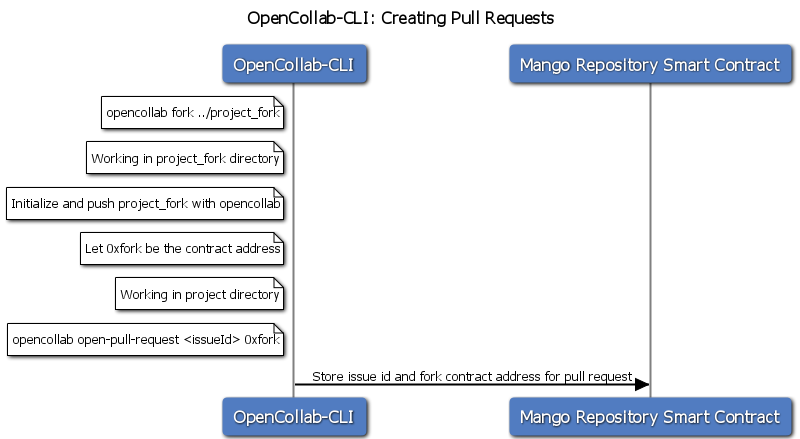 OpenCollab-CLI: Creating Pull Requests
OpenCollab-CLI
Mango Repository Smart Contract
opencollab fork ../project_fork
Working in project_fork directory
Initialize and push project_fork with opencollab
Let 0xfork be the contract address
Working in project directory
opencollab open-pull-request <issueId> 0xfork
Store issue id and fork contract address for pull request
OpenCollab-CLI
Mango Repository Smart Contract